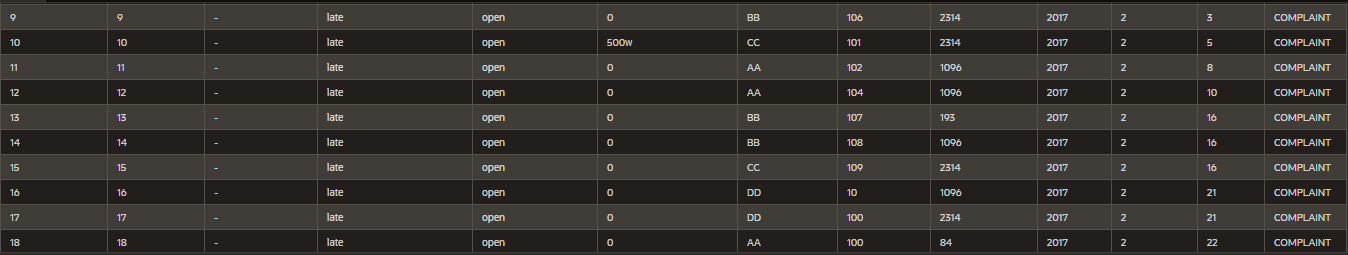 9 9 - late open 0 BB 106 2314 2017 2 3 COMPLAINT
10 10 - late open 500w CC 101 2314 2017 2 5 COMPLAINT
11 11 - late open 0 AA 102 1096 2017 2 8 COMPLAINT
12 12 - late open 0 AA 104 1096 2017 2 10 COMPLAINT
13 13 - late open 0 BB 107 193 2017 2 16 COMPLAINT
14 14 - late open 0 BB 108 1096 2017 2 16 COMPLAINT
15 15 - late open 0 CC 109 2314 2017 2 16 COMPLAINT
16 16 - late open 0 DD 10 1096 2017 2 21 COMPLAINT
17 17 - late open 0 DD 100 2314 2017 2 21 COMPLAINT
18 18 - late open 0 AA 100 84 2017 2 22 COMPLAINT